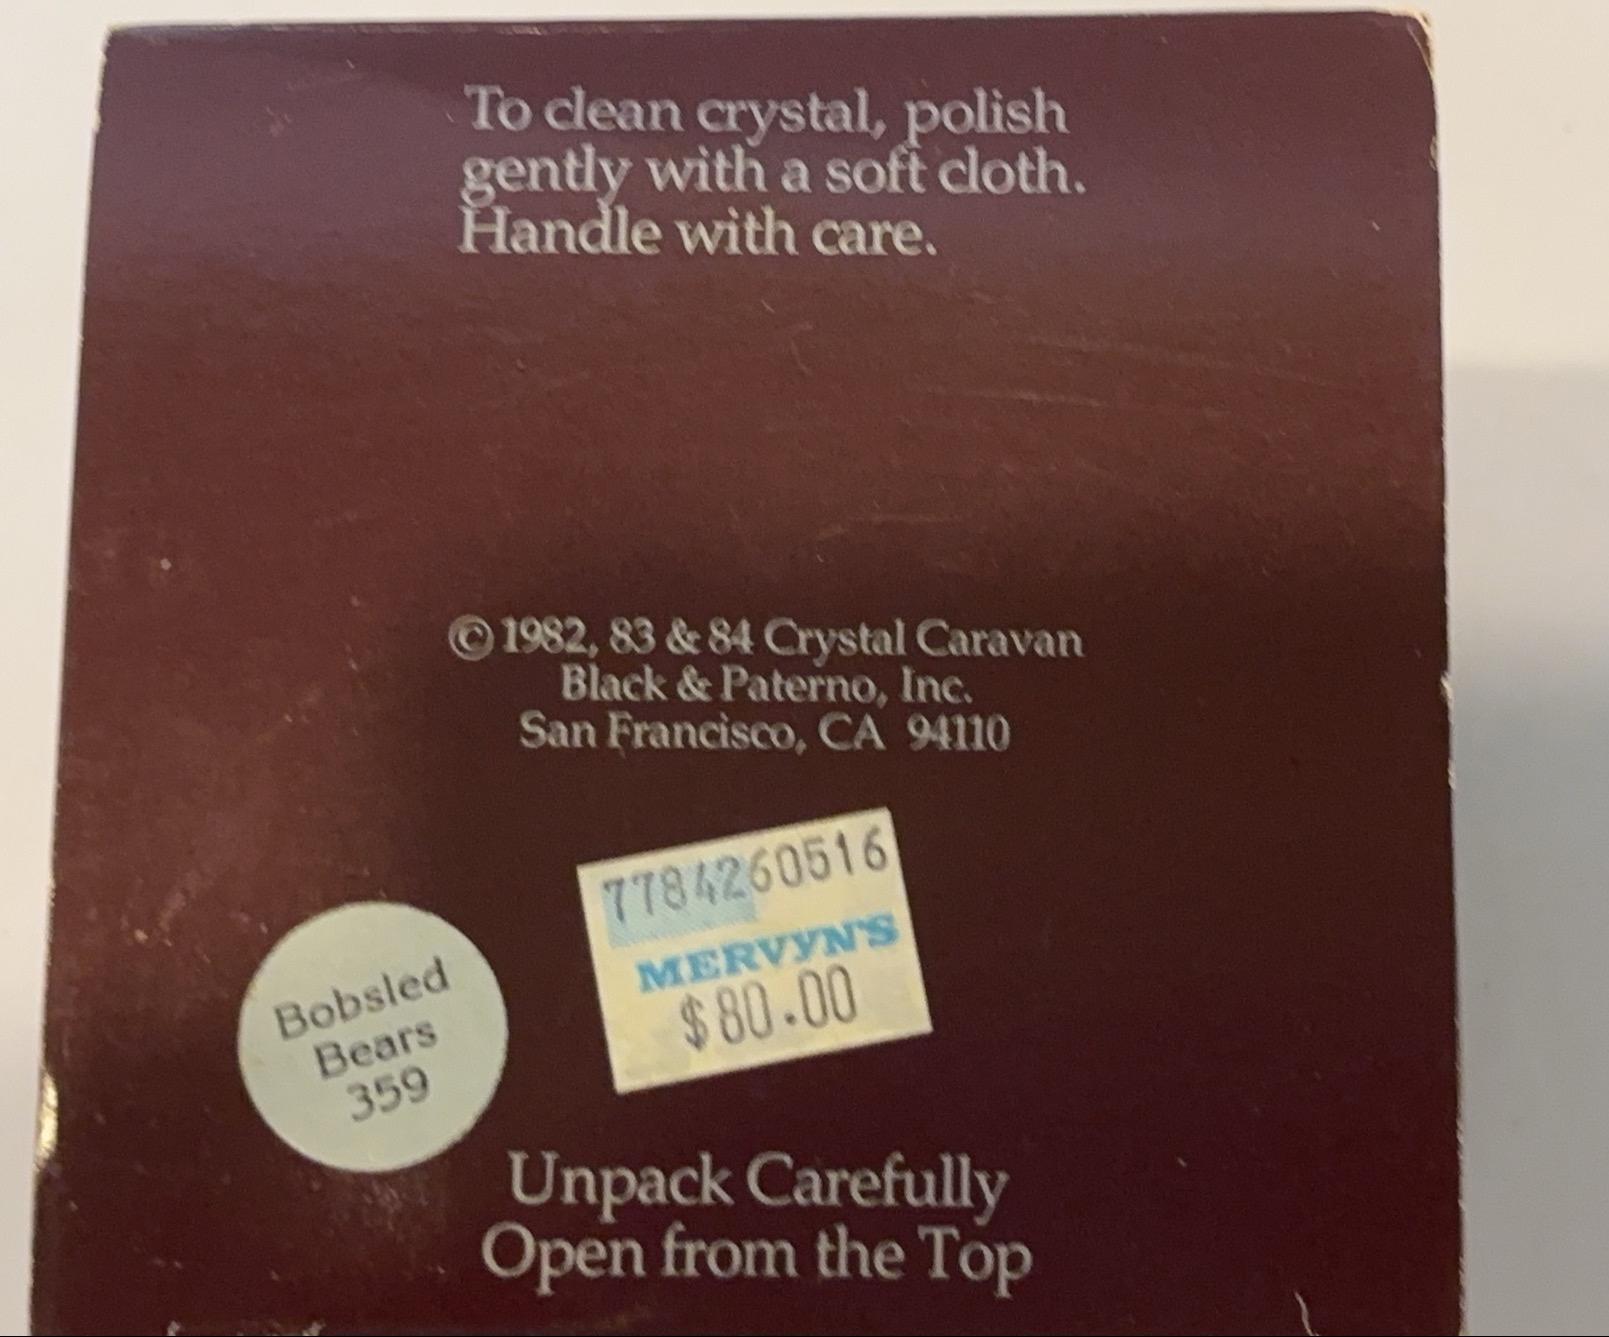 To clean crystal, polish
gently with a soft cloth.
Handle with care.
© 1982, 83 & 84 Crystal Caravan
Black & Paterno, Inc.
San Francisco, CA 94110
7784260516
MERVYN'S
$80.00
Bobsled
Bears
359
Unpack Carefully
Open from the Top